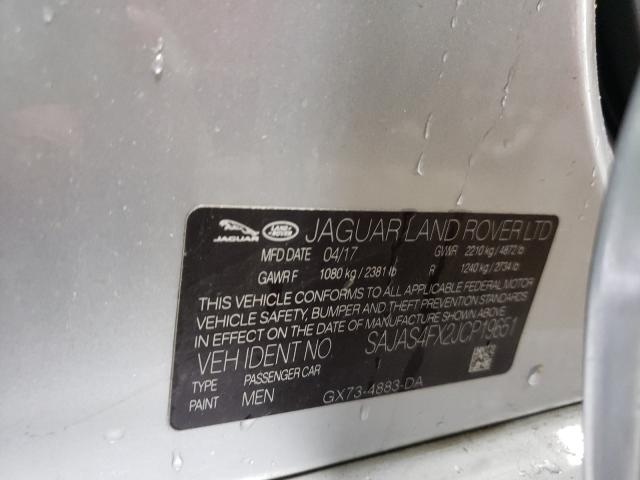 JAGUAR LAND ROVER JAGUAR LAND ROVER LTD
MFD DATE 04/17 GVWR 2210 kg / 4872 lb
GAWR F 1080 kg / 2381 lb R 1240 kg / 2734 lb
THIS VEHICLE CONFORMS TO ALL APPLICABLE FEDERAL MOTOR
VEHICLE SAFETY, BUMPER AND THEFT PREVENTION STANDARDS
IN EFFECT ON THE DATE OF MANUFACTURE SHOWN ABOVE.
VEH IDENT NO SAJAS4FX2JCP19651
TYPE PASSENGER CAR
PAINT MEN GX73-4883-DA